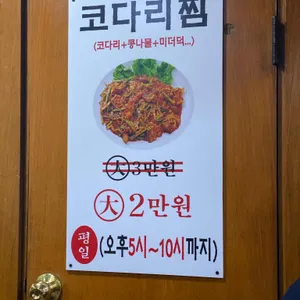 코다리찜
(코다리+콩나물+미더덕...)
大 3만원
大 2만원
평일 (오후5시~10시까지)